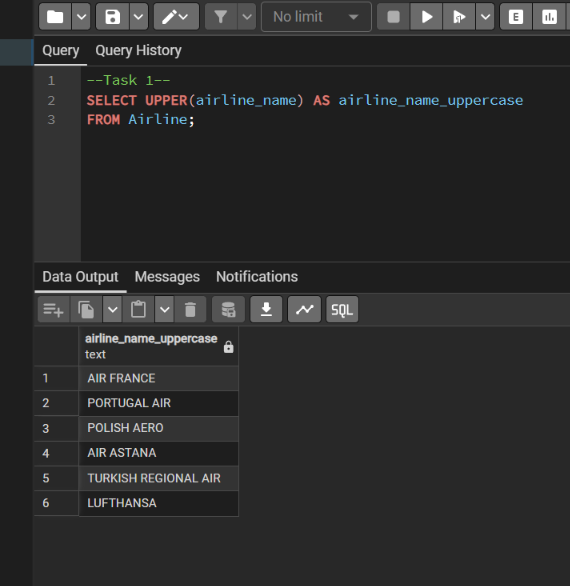 No limit
E
Query Query History
1 --Task 1--
2 SELECT UPPER(airline_name) AS airline_name_uppercase
3 FROM Airline;
Data Output Messages Notifications
SQL
airline_name_uppercase
text
1 AIR FRANCE
2 PORTUGAL AIR
3 POLISH AERO
4 AIR ASTANA
5 TURKISH REGIONAL AIR
6 LUFTHANSA